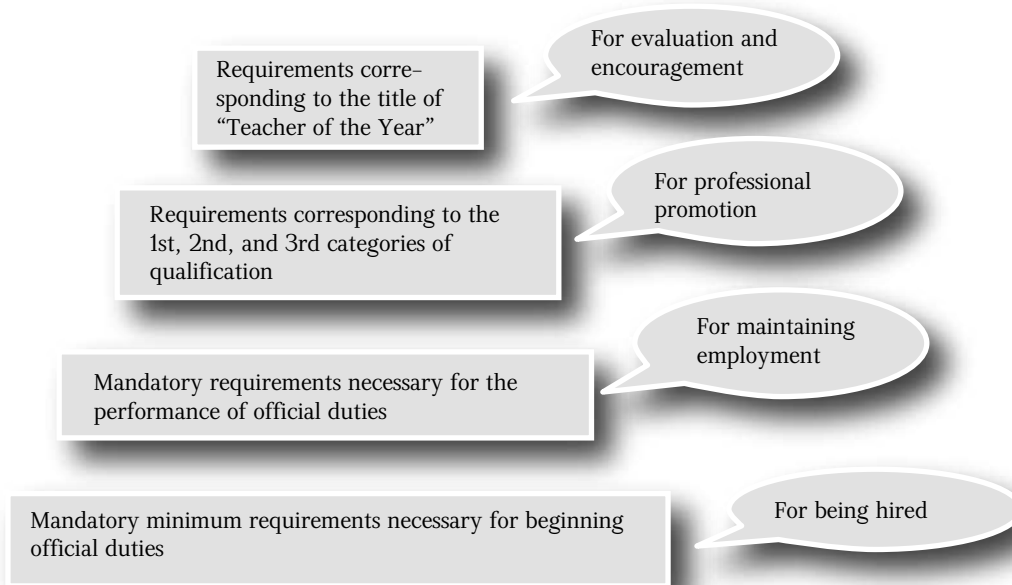 Requirements corre-
sponding to the title of
“Teacher of the Year”
For evaluation and
encouragement
Requirements corresponding to the
1st, 2nd, and 3rd categories of
qualification
For professional
promotion
Mandatory requirements necessary for the
performance of official duties
For maintaining
employment
Mandatory minimum requirements necessary for beginning
official duties
For being hired